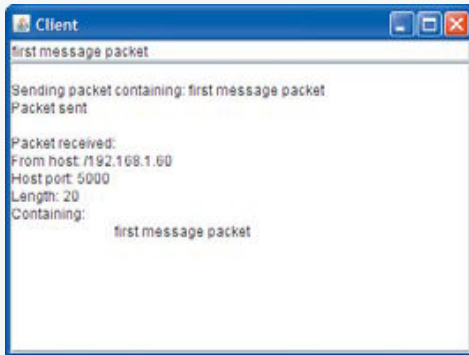 Client
first message packet
Sending packet containing: first message packet
Packet sent
Packet received:
From host: /192.168.1.60
Host port: 5000
Length: 20
Containing:
first message packet